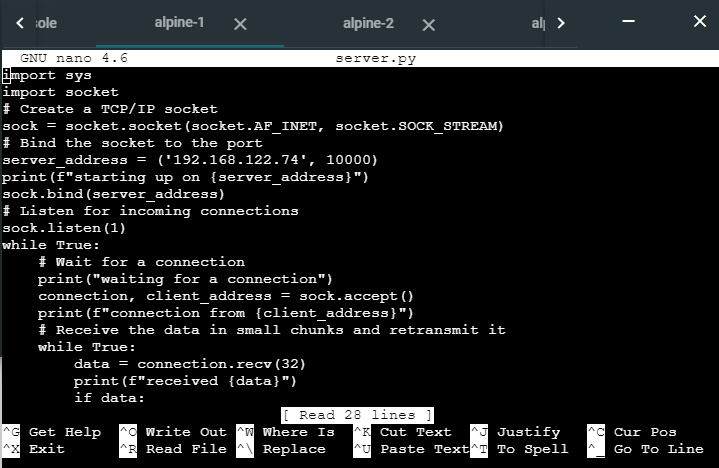 ole alpine-1 alpine-2 al
GNU nano 4.6 server.py
import sys
import socket
# Create a TCP/IP socket
sock = socket.socket(socket.AF_INET, socket.SOCK_STREAM)
# Bind the socket to the port
server_address = ('192.168.122.74', 10000)
print(f"starting up on {server_address}")
sock.bind(server_address)
# Listen for incoming connections
sock.listen(1)
while True:
    # Wait for a connection
    print("waiting for a connection")
    connection, client_address = sock.accept()
    print(f"connection from {client_address}")
    # Receive the data in small chunks and retransmit it
    while True:
        data = connection.recv(32)
        print(f"received {data}")
        if data:
[ Read 28 lines ]
^G Get Help ^O Write Out ^W Where Is ^K Cut Text ^J Justify ^C Cur Pos
^X Exit ^R Read File ^\ Replace ^U Paste Text ^T To Spell ^_ Go To Line